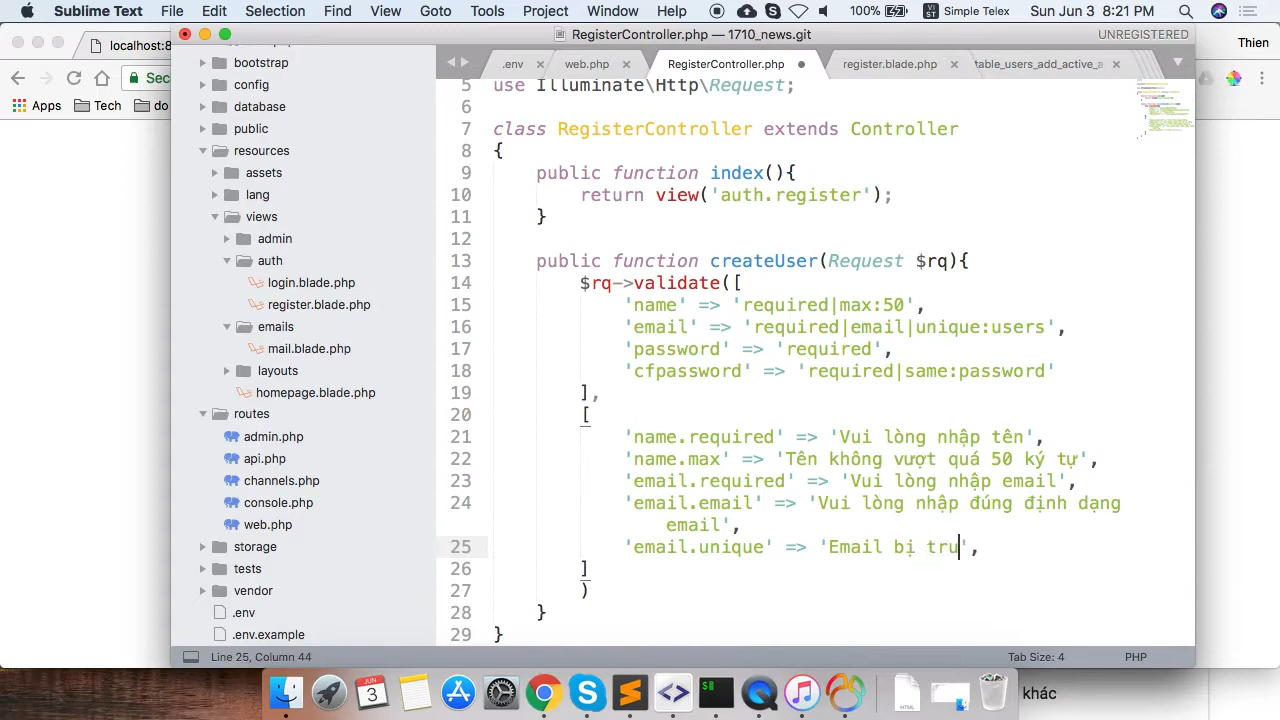 Sublime Text File Edit Selection Find View Goto Tools Project Window Help 100% VI ST Simple Telex Sun Jun 3 8:21 PM
RegisterController.php — 1710_news.git UNREGISTERED
localhost:8 Thien
Sec
Apps Tech do
.env web.php RegisterController.php register.blade.php table_users_add_active_a
bootstrap
config
database
public
resources
assets
lang
views
admin
auth
login.blade.php
register.blade.php
emails
mail.blade.php
layouts
homepage.blade.php
routes
admin.php
api.php
channels.php
console.php
web.php
storage
tests
vendor
.env
.env.example
5 use Illuminate\Http\Request;
6
7 class RegisterController extends Controller
8 {
9 public function index(){
10 return view('auth.register');
11 }
12
13 public function createUser(Request $rq){
14 $rq->validate([
15 'name' => 'required|max:50',
16 'email' => 'required|email|unique:users',
17 'password' => 'required',
18 'cfpassword' => 'required|same:password'
19 ],
20 [
21 'name.required' => 'Vui lòng nhập tên',
22 'name.max' => 'Tên không vượt quá 50 ký tự',
23 'email.required' => 'Vui lòng nhập email',
24 'email.email' => 'Vui lòng nhập đúng định dạng
email',
25 'email.unique' => 'Email bị tru',
26 ]
27 )
28 }
29 }
Line 25, Column 44 Tab Size: 4 PHP
JUN 3 $ HTML khác